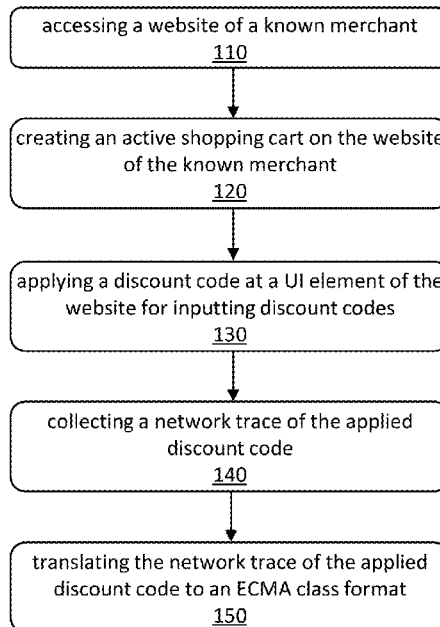 accessing a website of a known merchant
110
creating an active shopping cart on the website
of the known merchant
120
applying a discount code at a UI element of the
website for inputting discount codes
130
collecting a network trace of the applied
discount code
140
translating the network trace of the applied
discount code to an ECMA class format
150